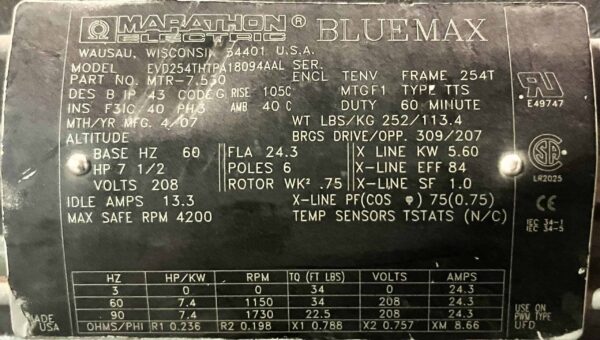 MARATHON® BLUE MAX
ELECTRIC
WAUSAU, WISCONSIN 54401 U.S.A.
MODEL EVD254THTPA18094AAL SER.
PART NO. MTR-7.530 ENCL TENV FRAME 254T
DES B IP 43 CODE G RISE 105C MTG F1 TYPE TTS
INS F3IC 40 PH 3 AMB 40 C DUTY 60 MINUTE
MTH/YR MFG. 4/07 WT LBS/KG 252/113.4
ALTITUDE BRGS DRIVE/OPP. 309/207
BASE HZ 60 FLA 24.3 X-LINE KW 5.60
HP 7 1/2 POLES 6 X-LINE EFF 84
VOLTS 208 ROTOR WK² .75 X-LINE SF 1.0
IDLE AMPS 13.3 X-LINE PF(COS φ) 75(0.75)
MAX SAFE RPM 4200 TEMP SENSORS TSTATS (N/C)
HZ HP/KW RPM TQ (FT LBS) VOLTS AMPS
3 0 0 34 0 24.3
60 7.4 1150 34 208 24.3
90 7.4 1730 22.5 208 24.3
OHMS/PH1 R1 0.236 R2 0.198 X1 0.788 X2 0.757 XM 8.66
MADE
USA
USE ON
PWM TYPE
UFD
E49747
LR2025
CE
IEC 34-1
IEC 34-5